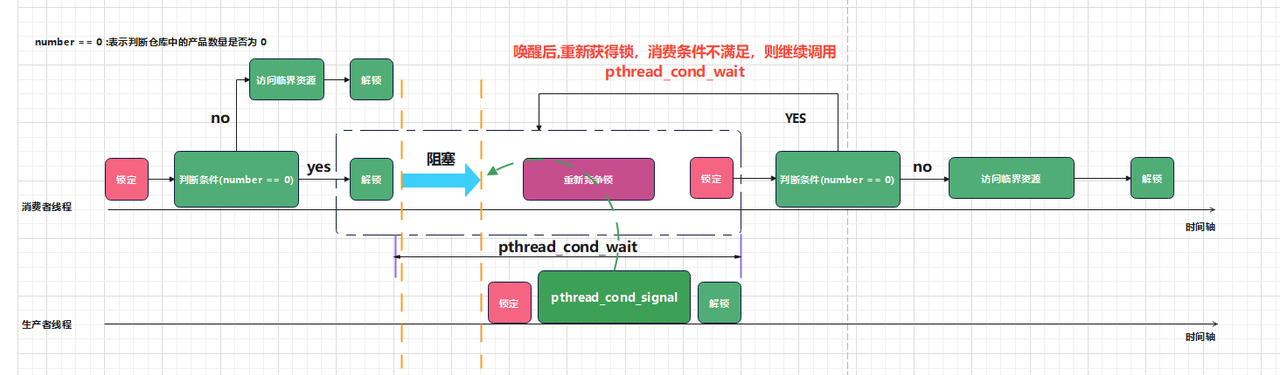 number == 0 :表示判断仓库中的产品数量是否为 0
唤醒后,重新获得锁，消费条件不满足，则继续调用
pthread_cond_wait
访问临界资源
解锁
no
YES
锁定
判断条件(number == 0)
yes
解锁
阻塞
重新竞争锁
锁定
判断条件(number == 0)
no
访问临界资源
解锁
消费者线程
时间轴
pthread_cond_wait
锁定
pthread_cond_signal
解锁
生产者线程
时间轴